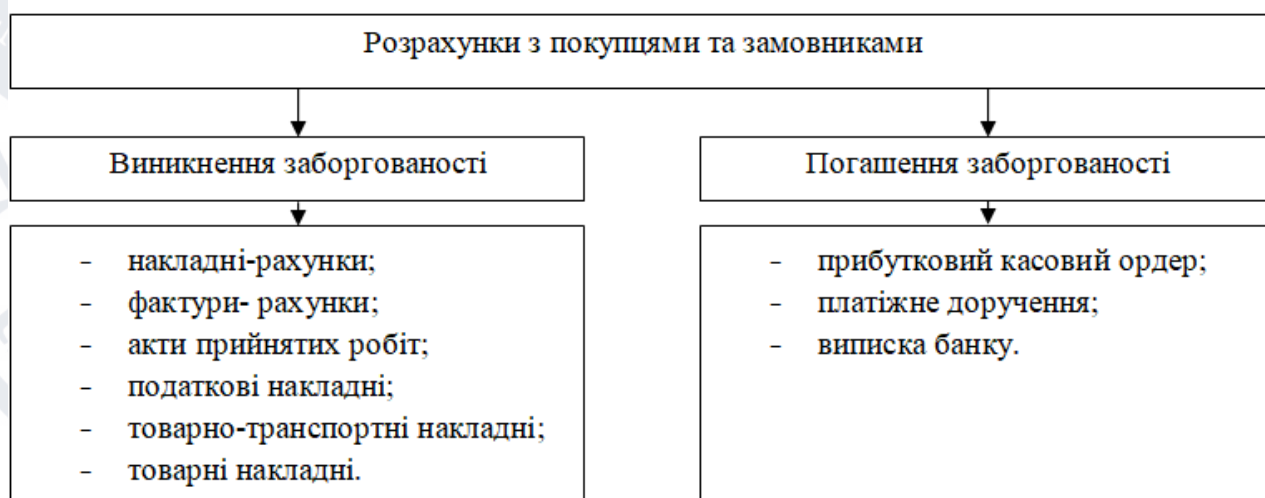 Розрахунки з покупцями та замовниками
Виникнення заборгованості
Погашення заборгованості
- накладні-рахунки;
- фактури- рахунки;
- акти прийнятих робіт;
- податкові накладні;
- товарно-транспортні накладні;
- товарні накладні.
- прибутковий касовий ордер;
- платіжне доручення;
- виписка банку.